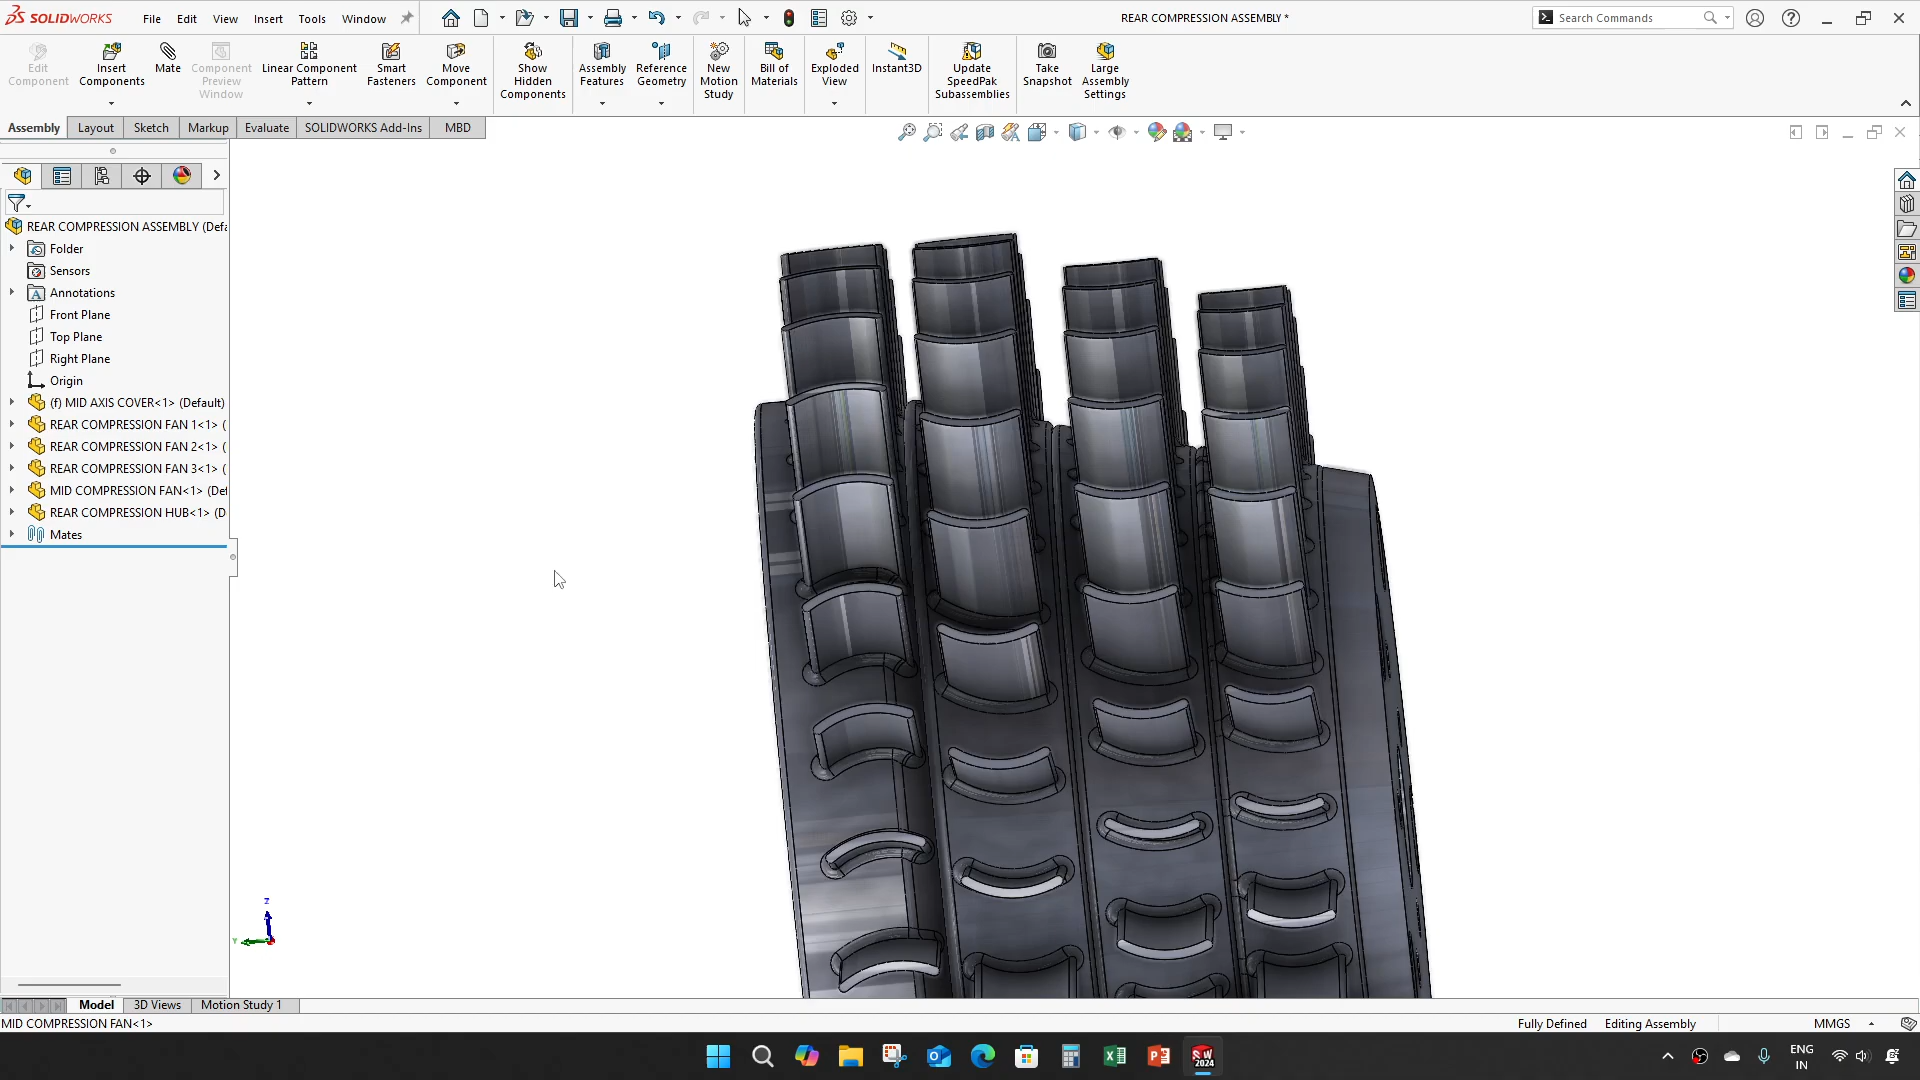 SOLIDWORKS
File
Edit
View
Insert
Tools
Window
REAR COMPRESSION ASSEMBLY *
Search Commands
Edit
Component
Insert
Components
Mate
Component
Preview
Window
Linear Component
Pattern
Smart
Fasteners
Move
Component
Show
Hidden
Components
Assembly
Features
Reference
Geometry
New
Motion
Study
Bill of
Materials
Exploded
View
Instant3D
Update
SpeedPak
Subassemblies
Take
Snapshot
Large
Assembly
Settings
Assembly
Layout
Sketch
Markup
Evaluate
SOLIDWORKS Add-Ins
MBD
REAR COMPRESSION ASSEMBLY (Defa
Folder
Sensors
Annotations
Front Plane
Top Plane
Right Plane
Origin
(f) MID AXIS COVER<1> (Default)
REAR COMPRESSION FAN 1<1> (
REAR COMPRESSION FAN 2<1> (
REAR COMPRESSION FAN 3<1> (
MID COMPRESSION FAN<1> (Def
REAR COMPRESSION HUB<1> (D
Mates
Z
Y
Model
3D Views
Motion Study 1
MID COMPRESSION FAN<1>
Fully Defined
Editing Assembly
MMGS
SW
2024
ENG
IN